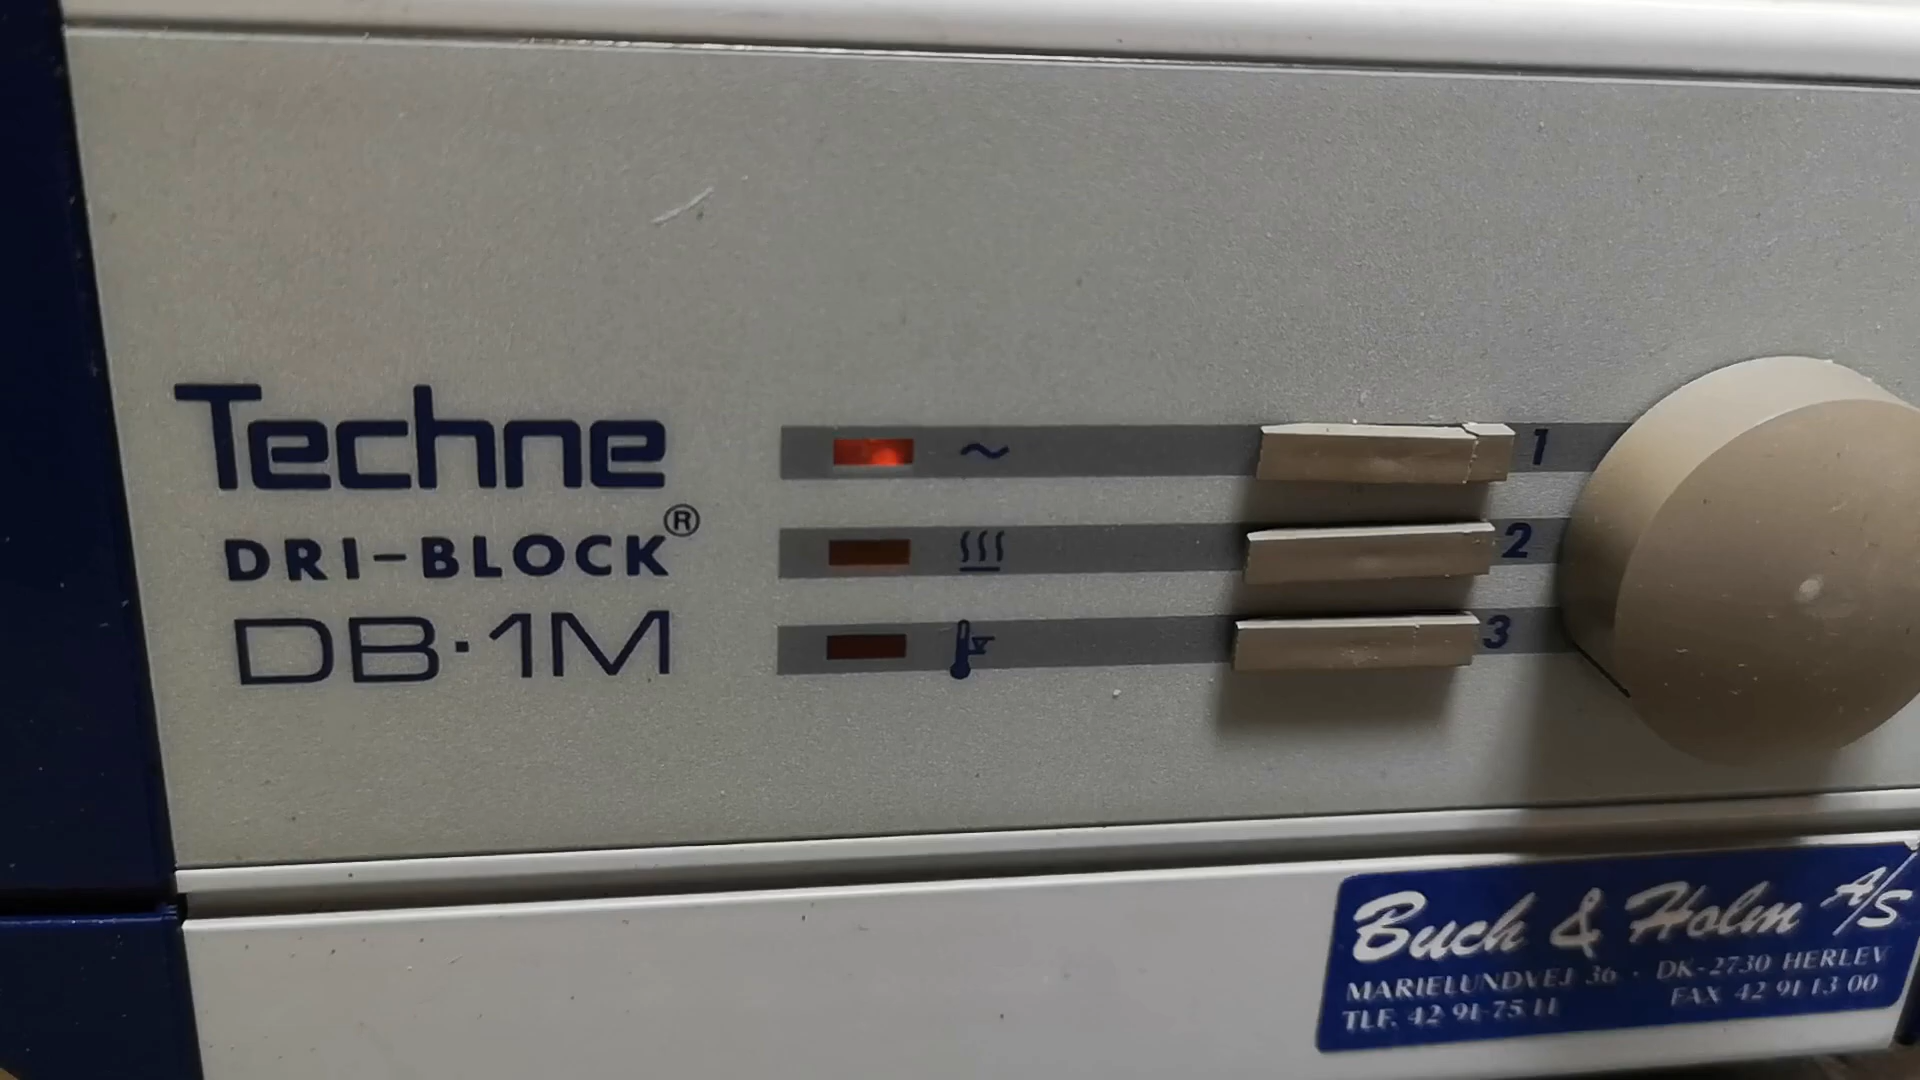 Techne
DRI-BLOCK®
DB·1M
~
1
2
3
Buch & Holm A/S
MARIELUNDVEJ 36 · DK-2730 HERLEV
TLF. 42 91 75 11 FAX 42 91 13 00